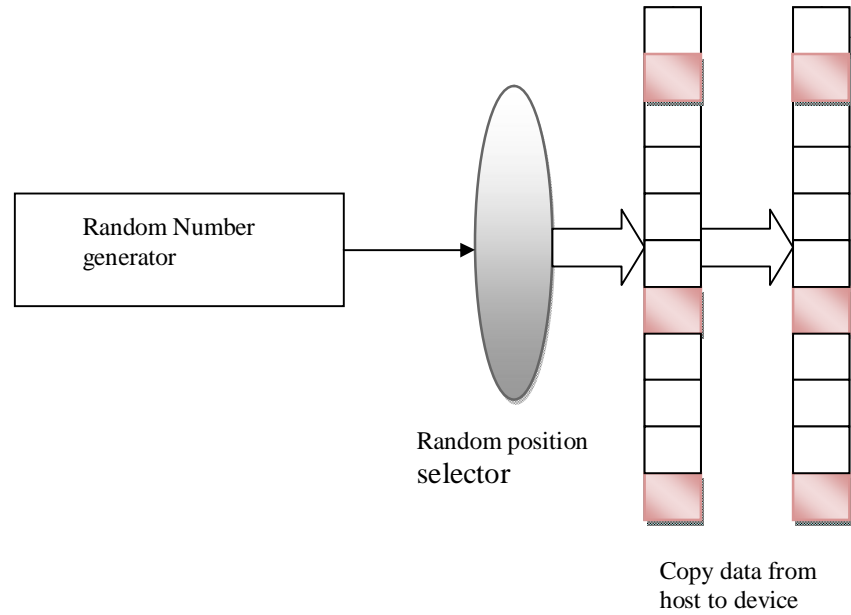 Random Number
generator
Random position
selector
Copy data from
host to device